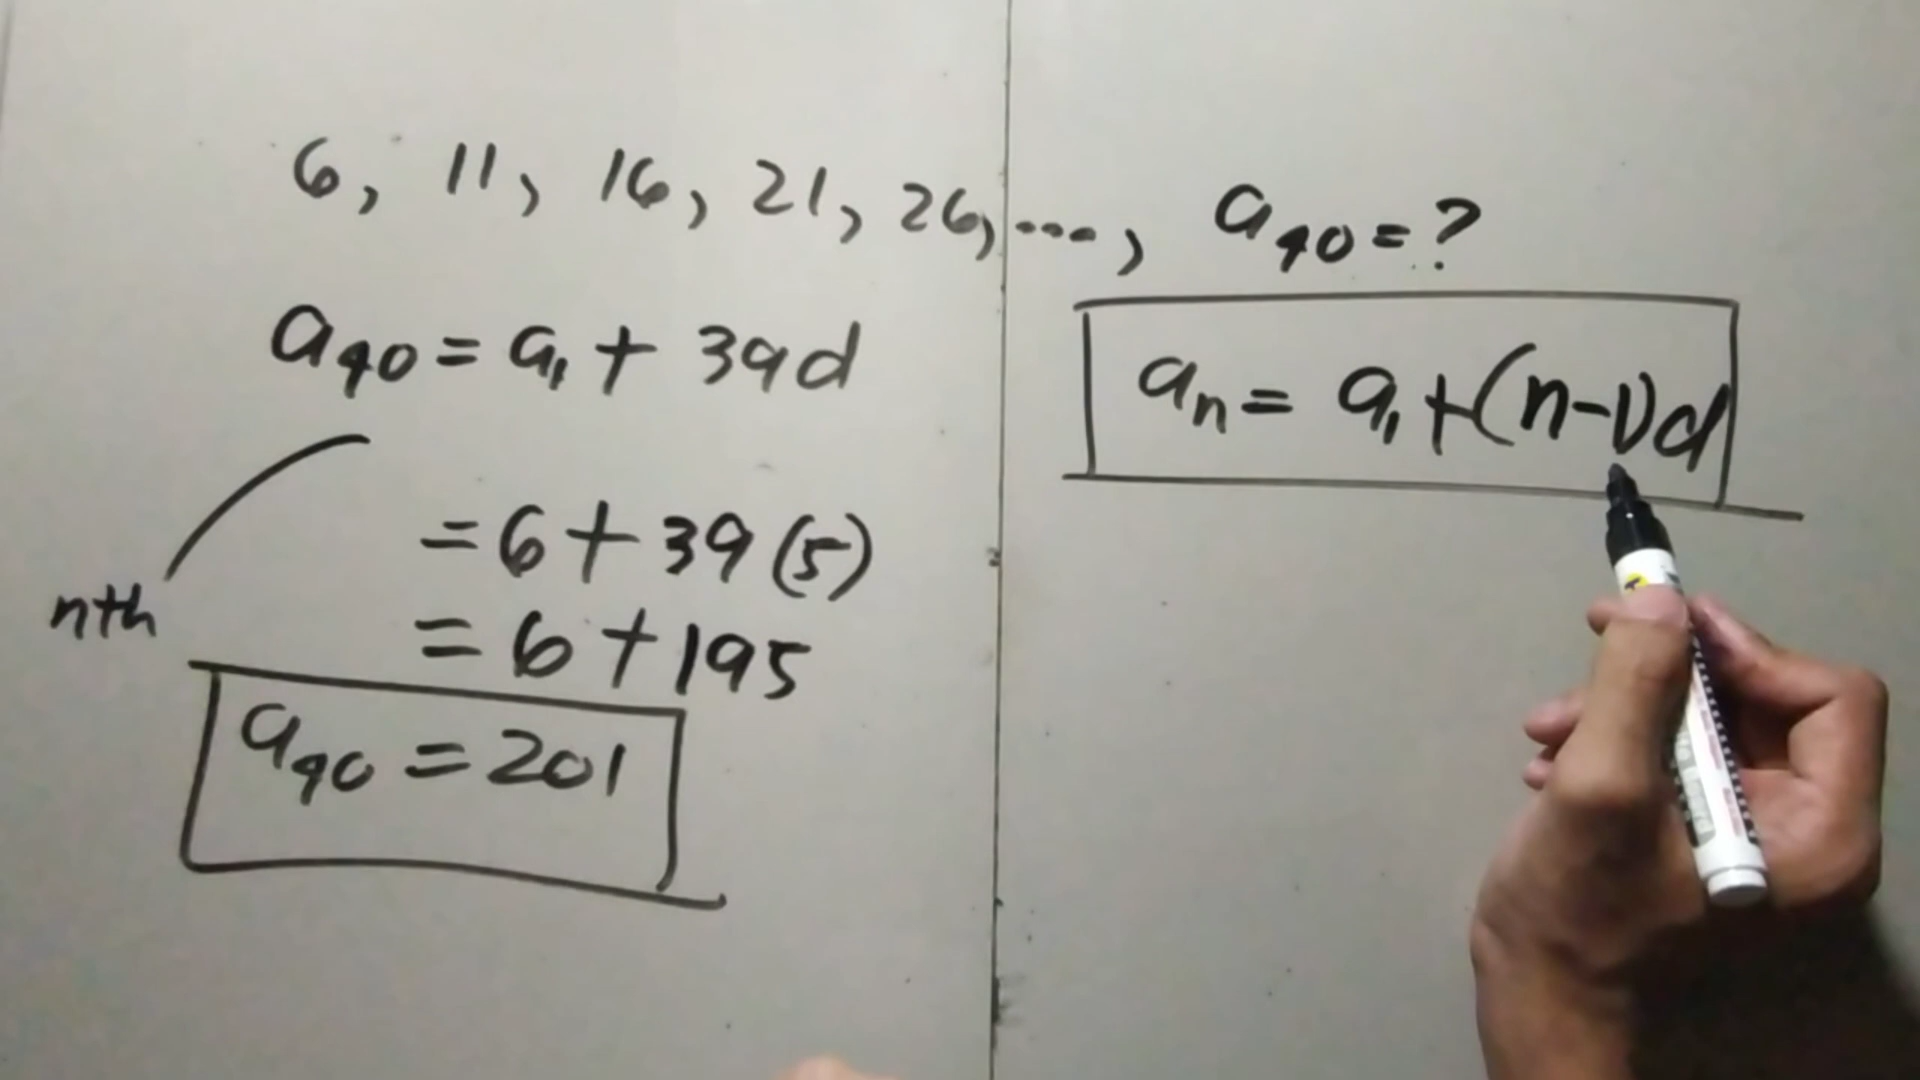 6, 11, 16, 21, 26, ..., a₄₀ = ?
a₄₀ = a₁ + 39d
aₙ = a₁ + (n-1)d
= 6 + 39 (5)
nth
= 6 + 195
a₄₀ = 201